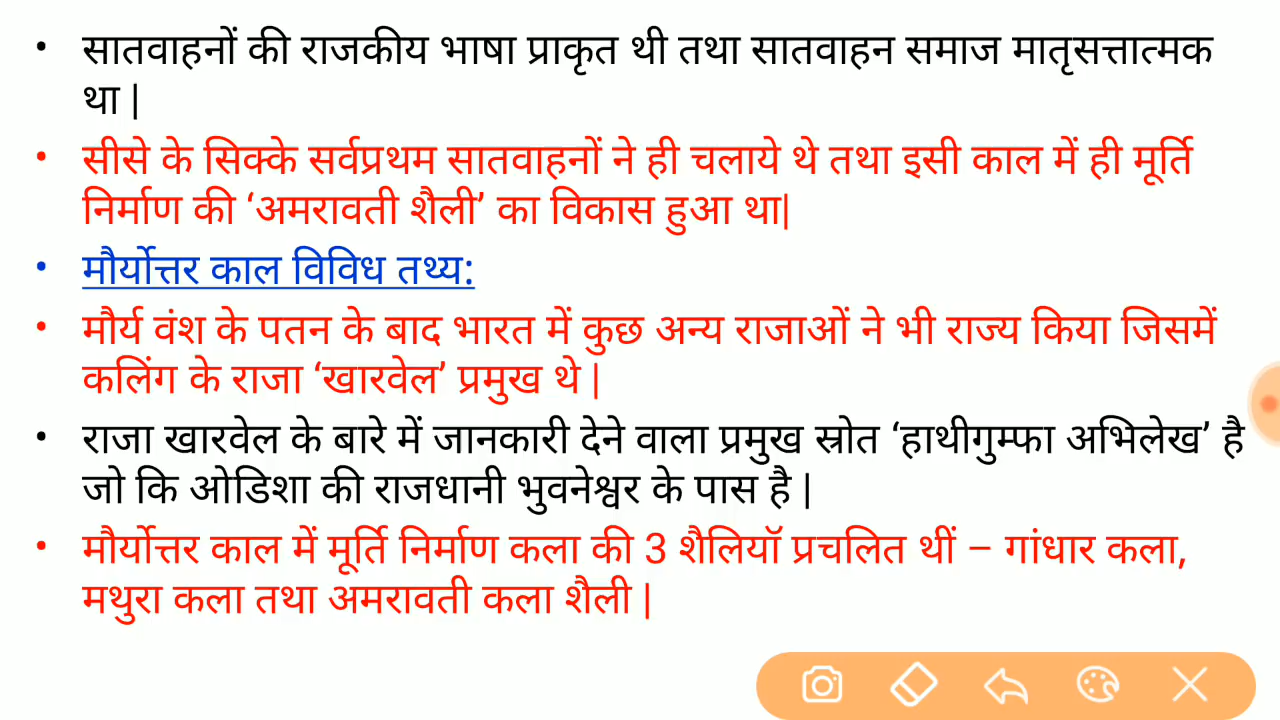 • सातवाहनों की राजकीय भाषा प्राकृत थी तथा सातवाहन समाज मातृसत्तात्मक
था |
• सीसे के सिक्के सर्वप्रथम सातवाहनों ने ही चलाये थे तथा इसी काल में ही मूर्ति
निर्माण की ‘अमरावती शैली’ का विकास हुआ था|
• मौर्योत्तर काल विविध तथ्य:
• मौर्य वंश के पतन के बाद भारत में कुछ अन्य राजाओं ने भी राज्य किया जिसमें
कलिंग के राजा ‘खारवेल’ प्रमुख थे |
• राजा खारवेल के बारे में जानकारी देने वाला प्रमुख स्रोत ‘हाथीगुम्फा अभिलेख’ है
जो कि ओडिशा की राजधानी भुवनेश्वर के पास है |
• मौर्योत्तर काल में मूर्ति निर्माण कला की 3 शैलियॉ प्रचलित थीं – गांधार कला,
मथुरा कला तथा अमरावती कला शैली |